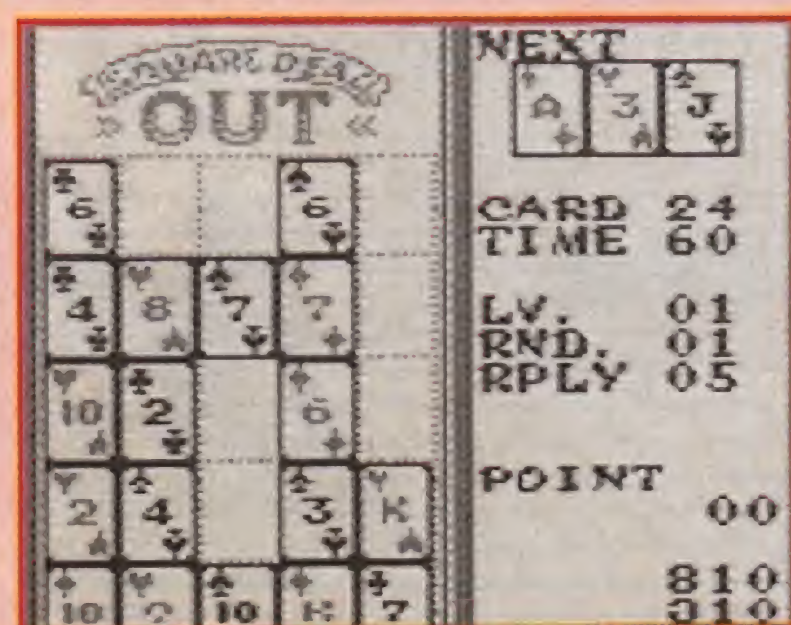 SQUARE DEAL
» OUT «
NEXT
A 3 J
CARD 24
TIME 60
LV. 01
RND. 01
RPLY 05
POINT
00
810
6 6
4 8 7 7
10 2 6
2 4 3 K
10 10 K 7